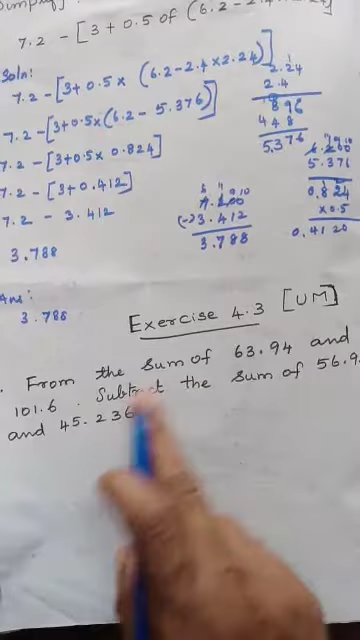 7.2 - [3 + 0.5 of (6.2 - 2.4
Soln:
7.2 - [3 + 0.5 × (6.2 - 2.4 × 2.24)]
7.2 - [3 + 0.5 × (6.2 - 5.376)]
7.2 - [3 + 0.5 × 0.824]
7.2 - [3 + 0.412]
7.2 - 3.412
3.788
2.24
2.4
896
448
5.376
6.200
5.376
0.824
×0.5
0.4120
7.200
(-) 3.412
3.788
Ans:
3.788
Exercise 4.3 [UM]
From the sum of 63.94 and
101.6. Subtract the sum of 56.9
and 45.236